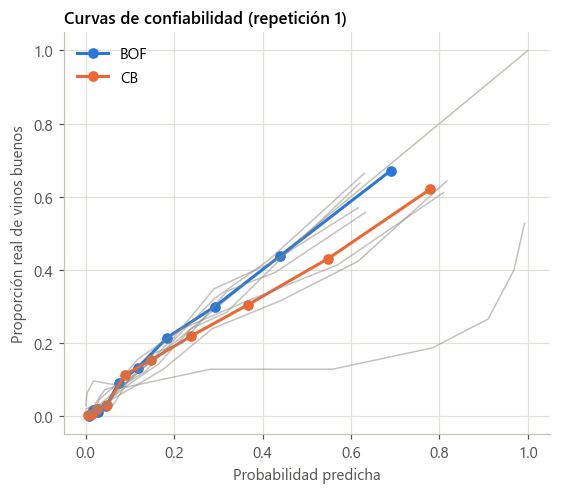 Curvas de confiabilidad (repetición 1)
BOF
CB
Proporción real de vinos buenos
1.0
0.8
0.6
0.4
0.2
0.0
0.0 0.2 0.4 0.6 0.8 1.0
Probabilidad predicha